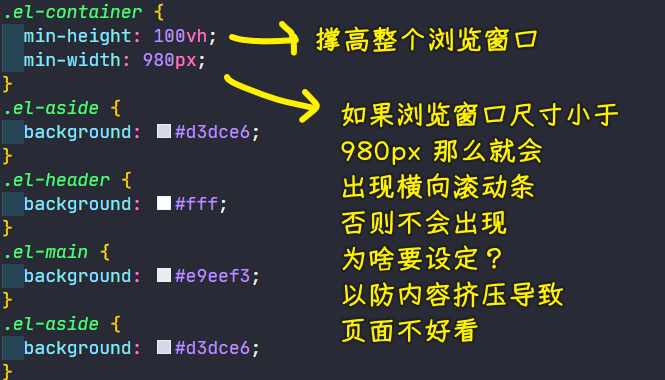 .el-container {
min-height: 100vh;
撑高整个浏览窗口
min-width: 980px;
}
.el-aside {
background: #d3dce6;
}
.el-header {
background: #fff;
}
.el-main {
background: #e9eef3;
}
.el-aside {
background: #d3dce6;
}
如果浏览窗口尺寸小于
980px 那么就会
出现横向滚动条
否则不会出现
为啥要设定？
以防内容挤压导致
页面不好看